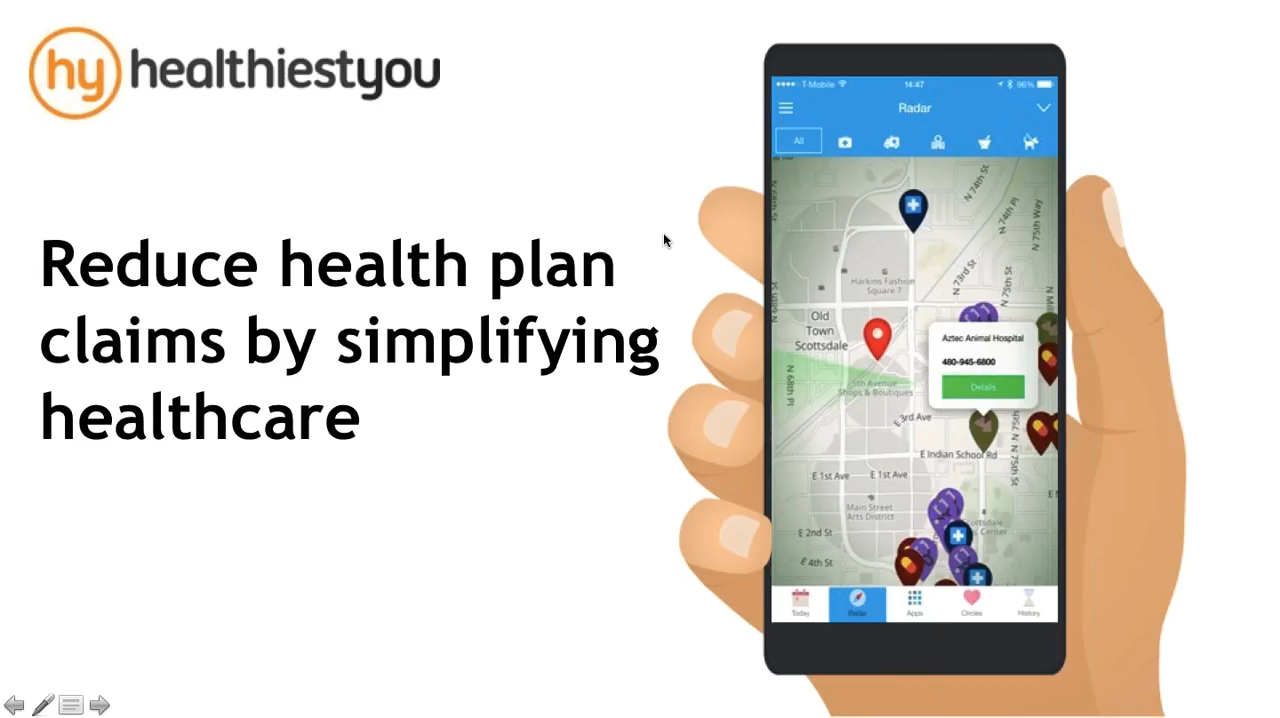 hy healthiestyou
Reduce health plan
claims by simplifying
healthcare
T-Mobile 14:47 96%
Radar
All
N 74th St
N 74th Pl
N 75th Way
N 73rd St
N 75th St
Harkins Fashion
Square 7
Old
Town
Scottsdale
Aztec Animal Hospital
480-945-6800
Details
N 68th Pl
5th Avenue
Shops & Boutiques
E 3rd Ave
E Indian School Rd
E 1st Ave E 1st Ave
Main Street
Arts District
E 2nd St
E 4th St
Today Radar Apps Circles History